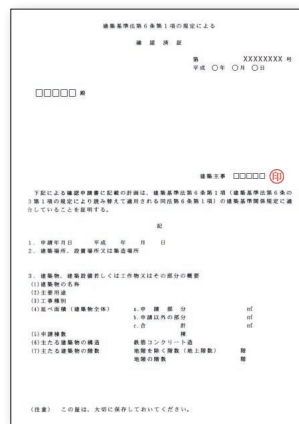 建築基準法第6条第1項の規定による
確認済証
第 XXXXXXXX 号
平成 〇年 〇月 〇日
□□□□□ 殿
建築主事 □□□□□ 印
下記による確認申請書に記載の計画は、建築基準法第6条第1項（建築基準法第6条の
3第1項の規定により読み替えて適用される同法第6条第1項）の建築基準関係規定に適
合していることを証明する。
記
1．申請年月日 平成 年 月 日
2．建築場所、設置場所又は築造場所
3．建築物、建築設備若しくは工作物又はその部分の概要
(1)建築物の名称
(2)主要用途
(3)工事種別
(4)延べ面積（建築物全体） a.申請部分 ㎡
b.申請以外の部分 ㎡
c.合計 ㎡
(5)申請棟数 棟
(6)主たる建築物の構造 鉄筋コンクリート造
(7)主たる建築物の階数 地階を除く階数（地上階数） 階
地階の階数 階
（注意） この証は、大切に保存しておいてください。